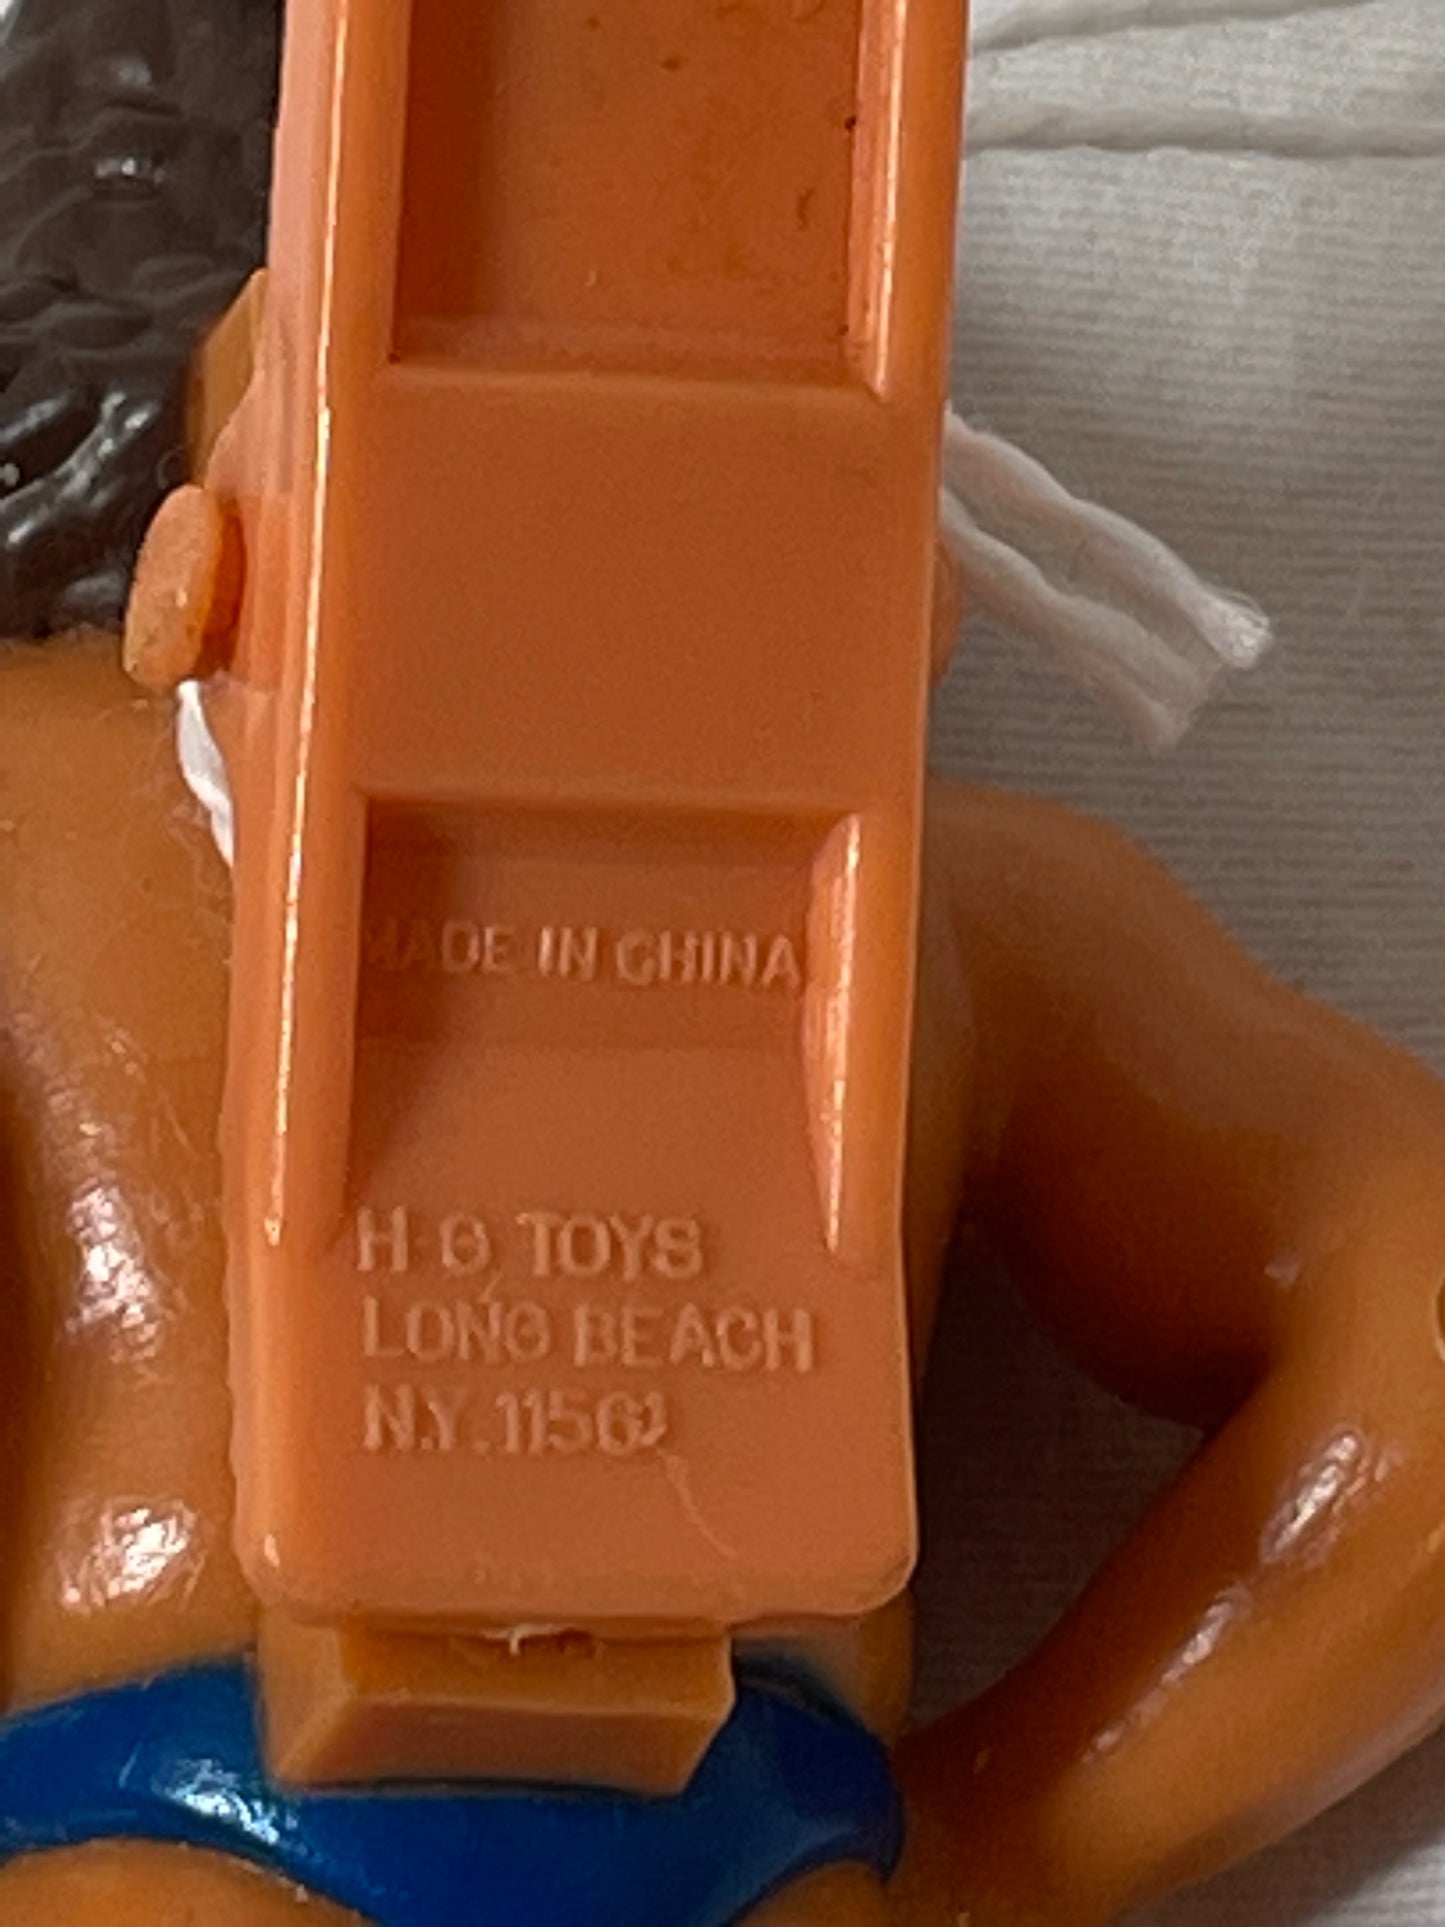 MADE IN CHINA
H G TOYS
LONG BEACH
N.Y. 11561